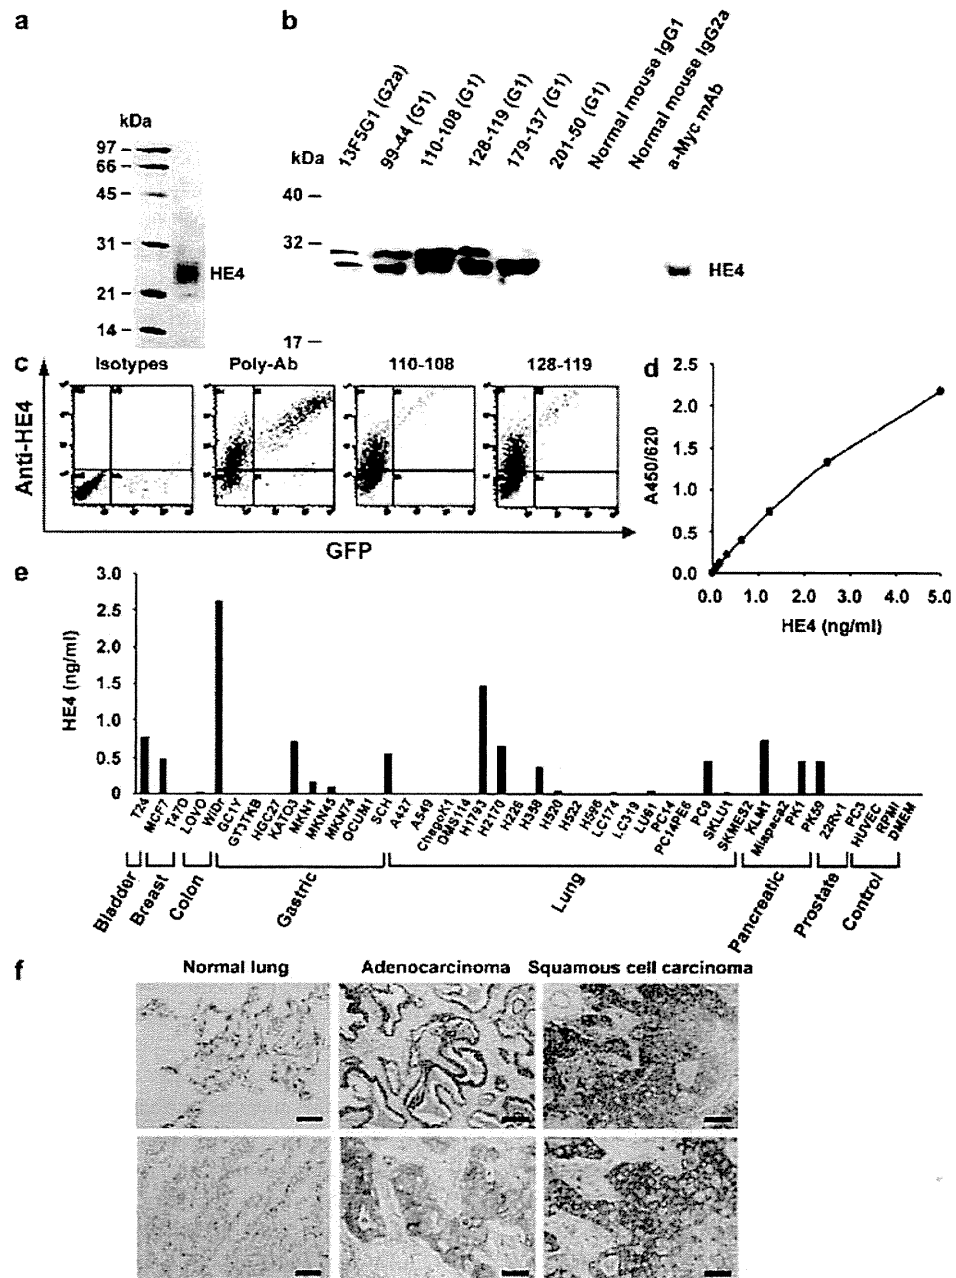 a
b
kDa
97
66
45
31
21
14
HE4
kDa
40
32
17
13F5G1 (G2a)
99-44 (G1)
110-108 (G1)
128-119 (G1)
179-137 (G1)
201-50 (G1)
Normal mouse IgG1
Normal mouse IgG2a
a-Myc mAb
HE4
c
Isotypes
Poly-Ab
110-108
128-119
Anti-HE4
GFP
d
A450/620
2.5
2.0
1.5
1.0
0.5
0.0
0.0 1.0 2.0 3.0 4.0 5.0
HE4 (ng/ml)
e
HE4 (ng/ml)
3.0
2.5
2.0
1.5
1.0
0.5
0
T24
MCF7
T47D
LOVO
WiDr
GC1Y
GT3TKB
HGC27
KATO3
MKN1
MKN45
MKN74
OCUM1
SCH
A427
A549
ChagoK1
DMS114
H1793
H2170
H226
H358
H520
H522
H596
LC174
LC319
LU61
PC14
PC14PE6
PC9
SKLU1
SKMES2
KLM1
Miapaca2
PK1
PK59
22Rv1
PC3
HUVEC
RPMI
DMEM
Bladder
Breast
Colon
Gastric
Lung
Pancreatic
Prostate
Control
f
Normal lung
Adenocarcinoma
Squamous cell carcinoma